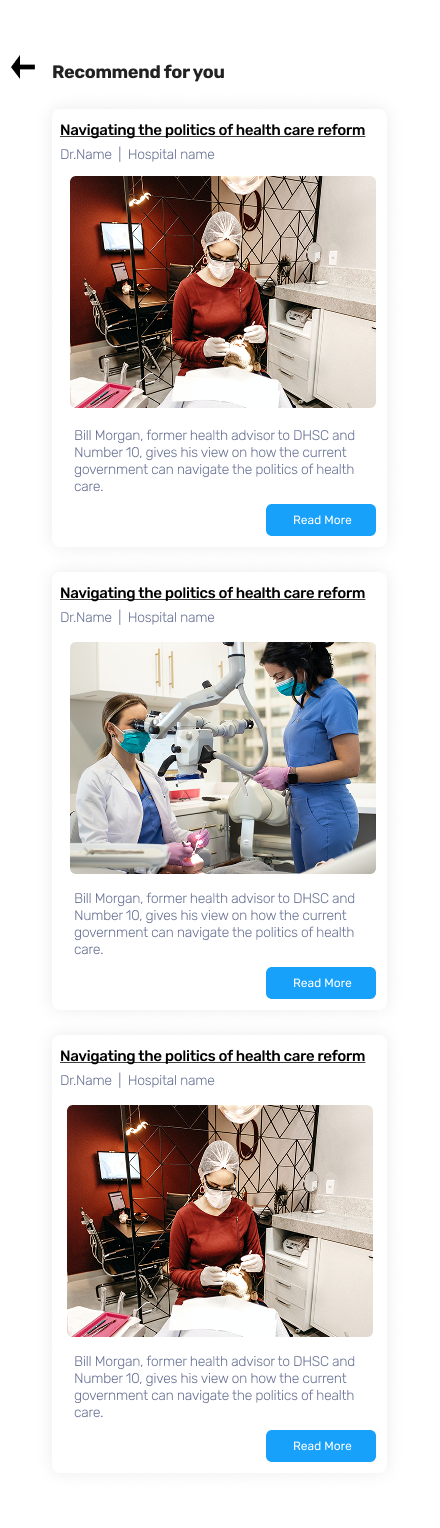 Recommend for you
Navigating the politics of health care reform
Dr.Name | Hospital name
Bill Morgan, former health advisor to DHSC and
Number 10, gives his view on how the current
government can navigate the politics of health
care.
Read More
Navigating the politics of health care reform
Dr.Name | Hospital name
Bill Morgan, former health advisor to DHSC and
Number 10, gives his view on how the current
government can navigate the politics of health
care.
Read More
Navigating the politics of health care reform
Dr.Name | Hospital name
Bill Morgan, former health advisor to DHSC and
Number 10, gives his view on how the current
government can navigate the politics of health
care.
Read More